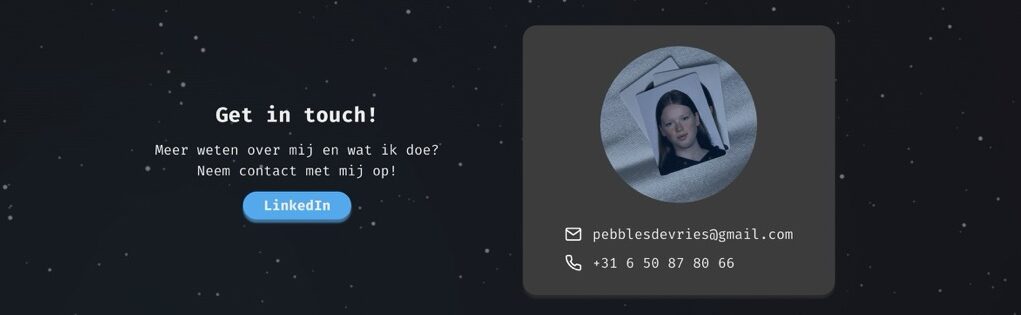 Get in touch!
Meer weten over mij en wat ik doe?
Neem contact met mij op!
LinkedIn
pebblesdevries@gmail.com
+31 6 50 87 80 66